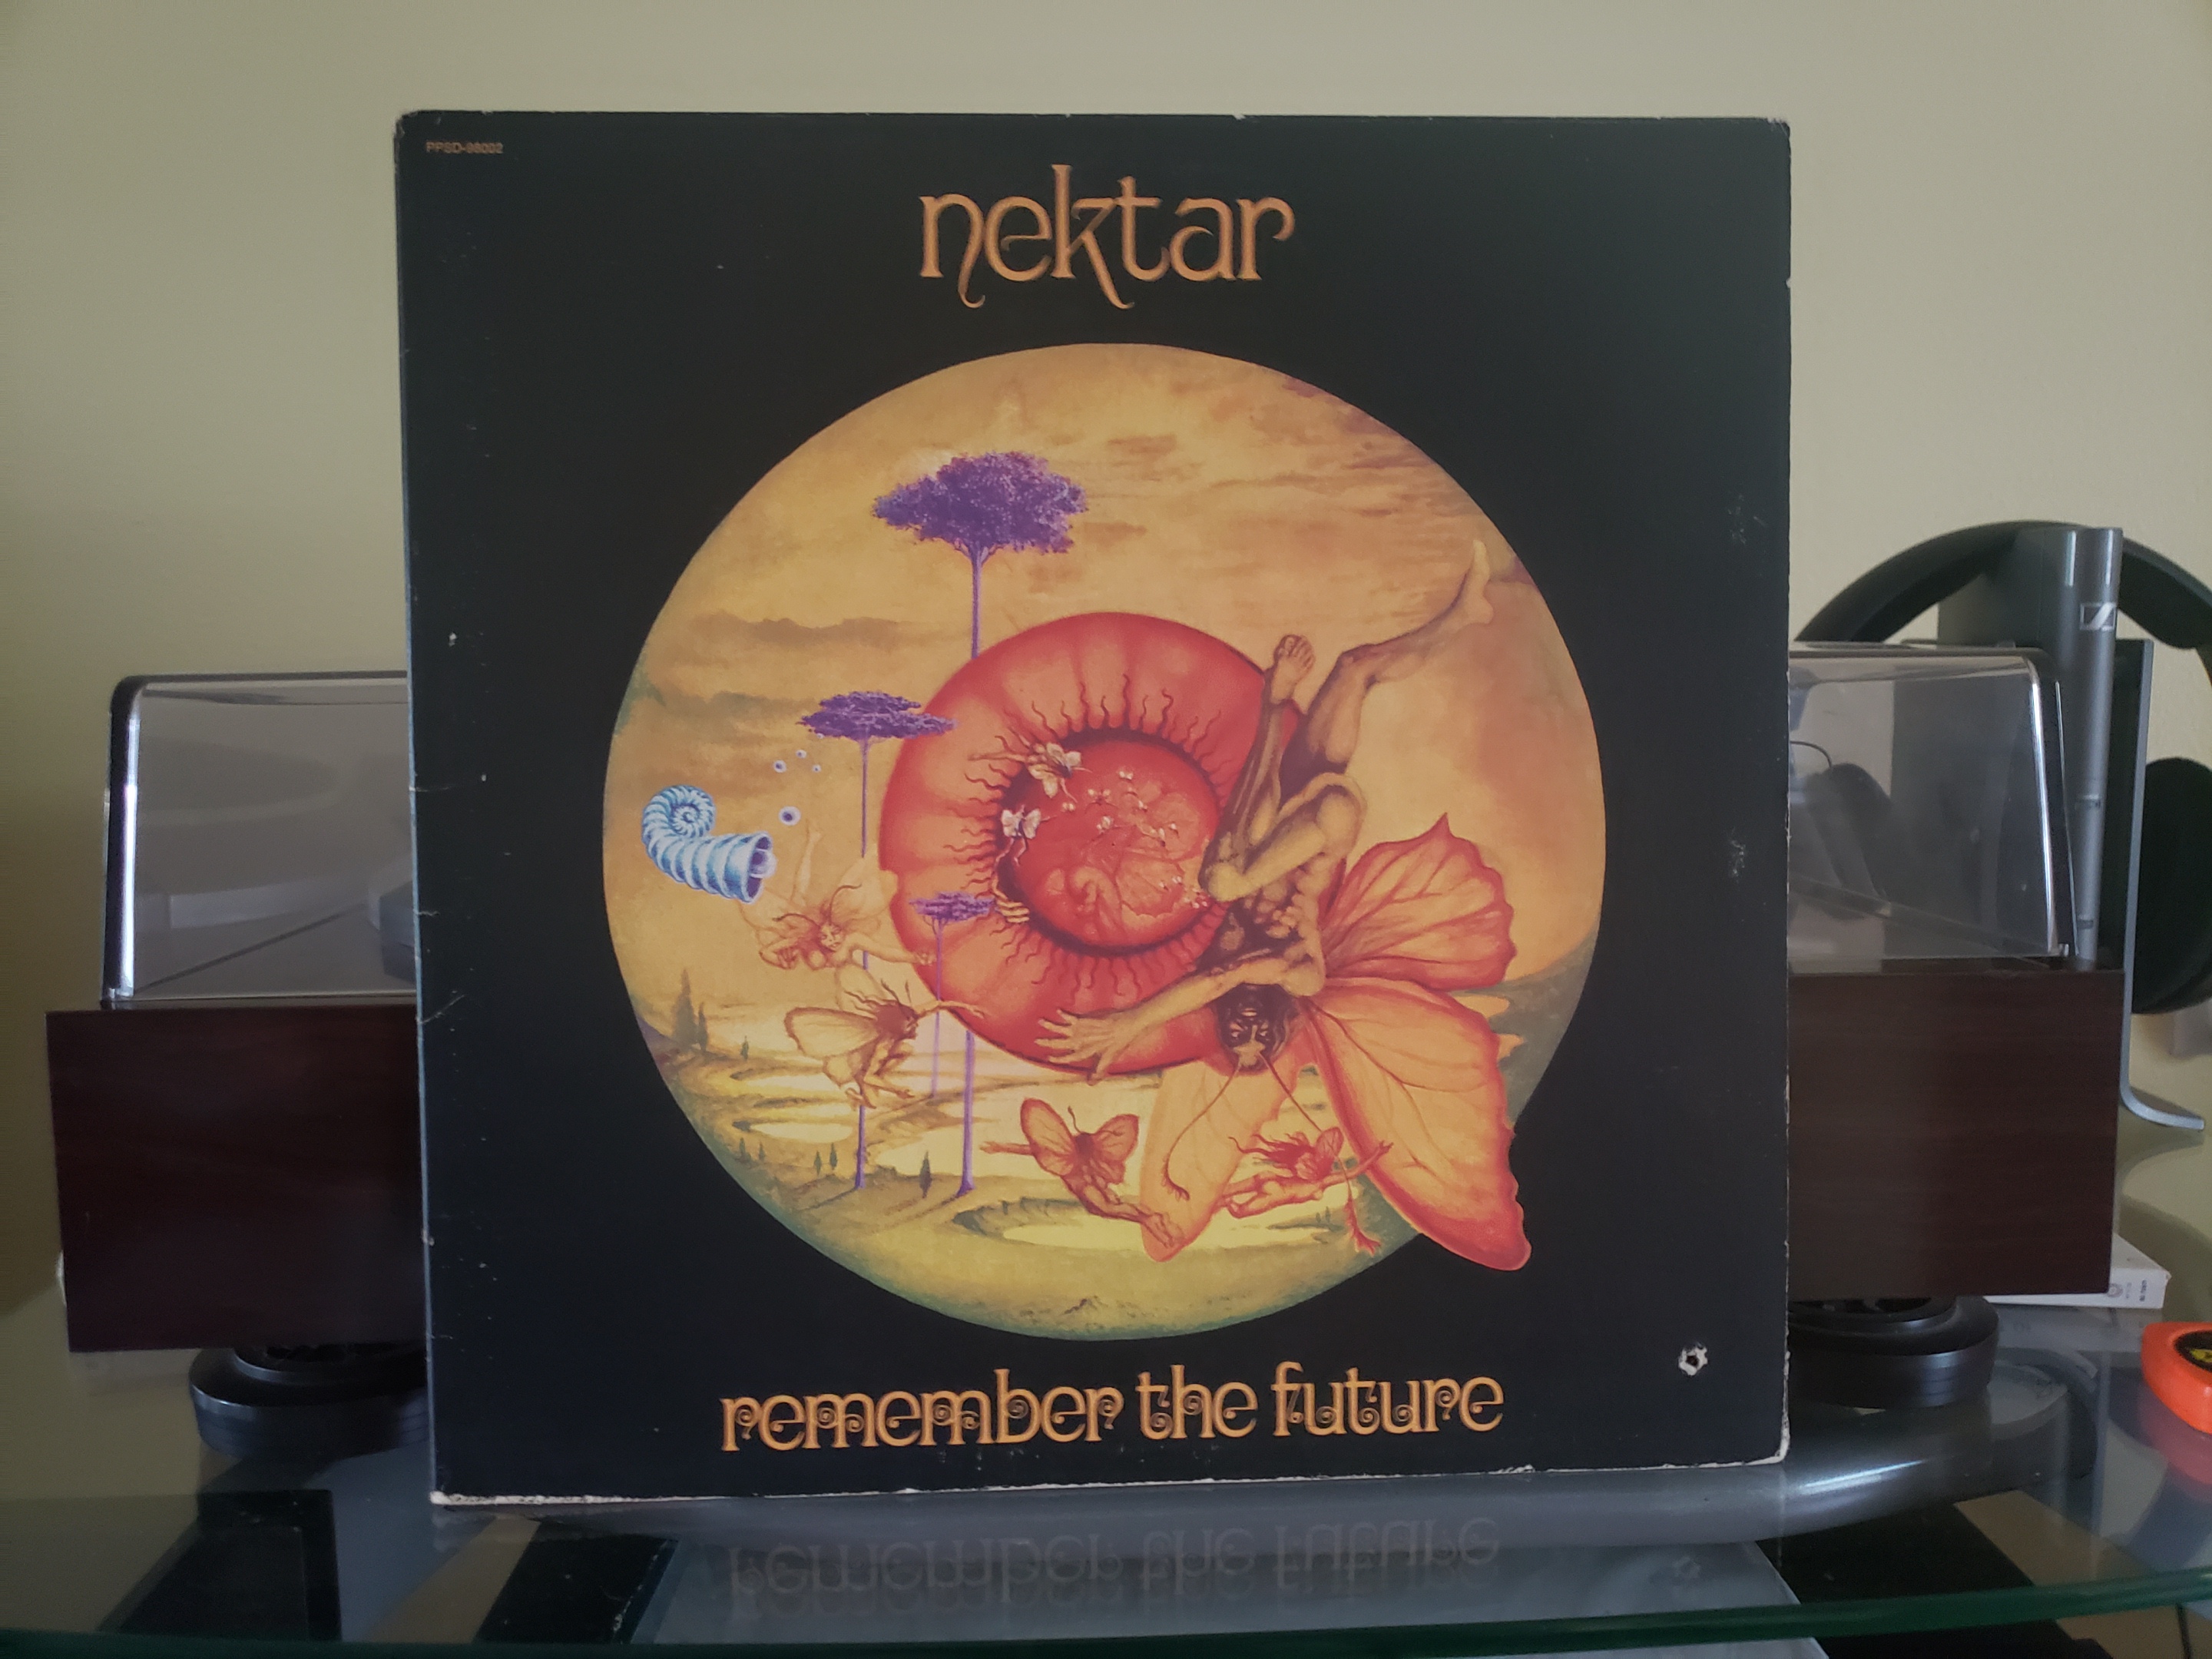 PPSD-98002
nektar
remember the future